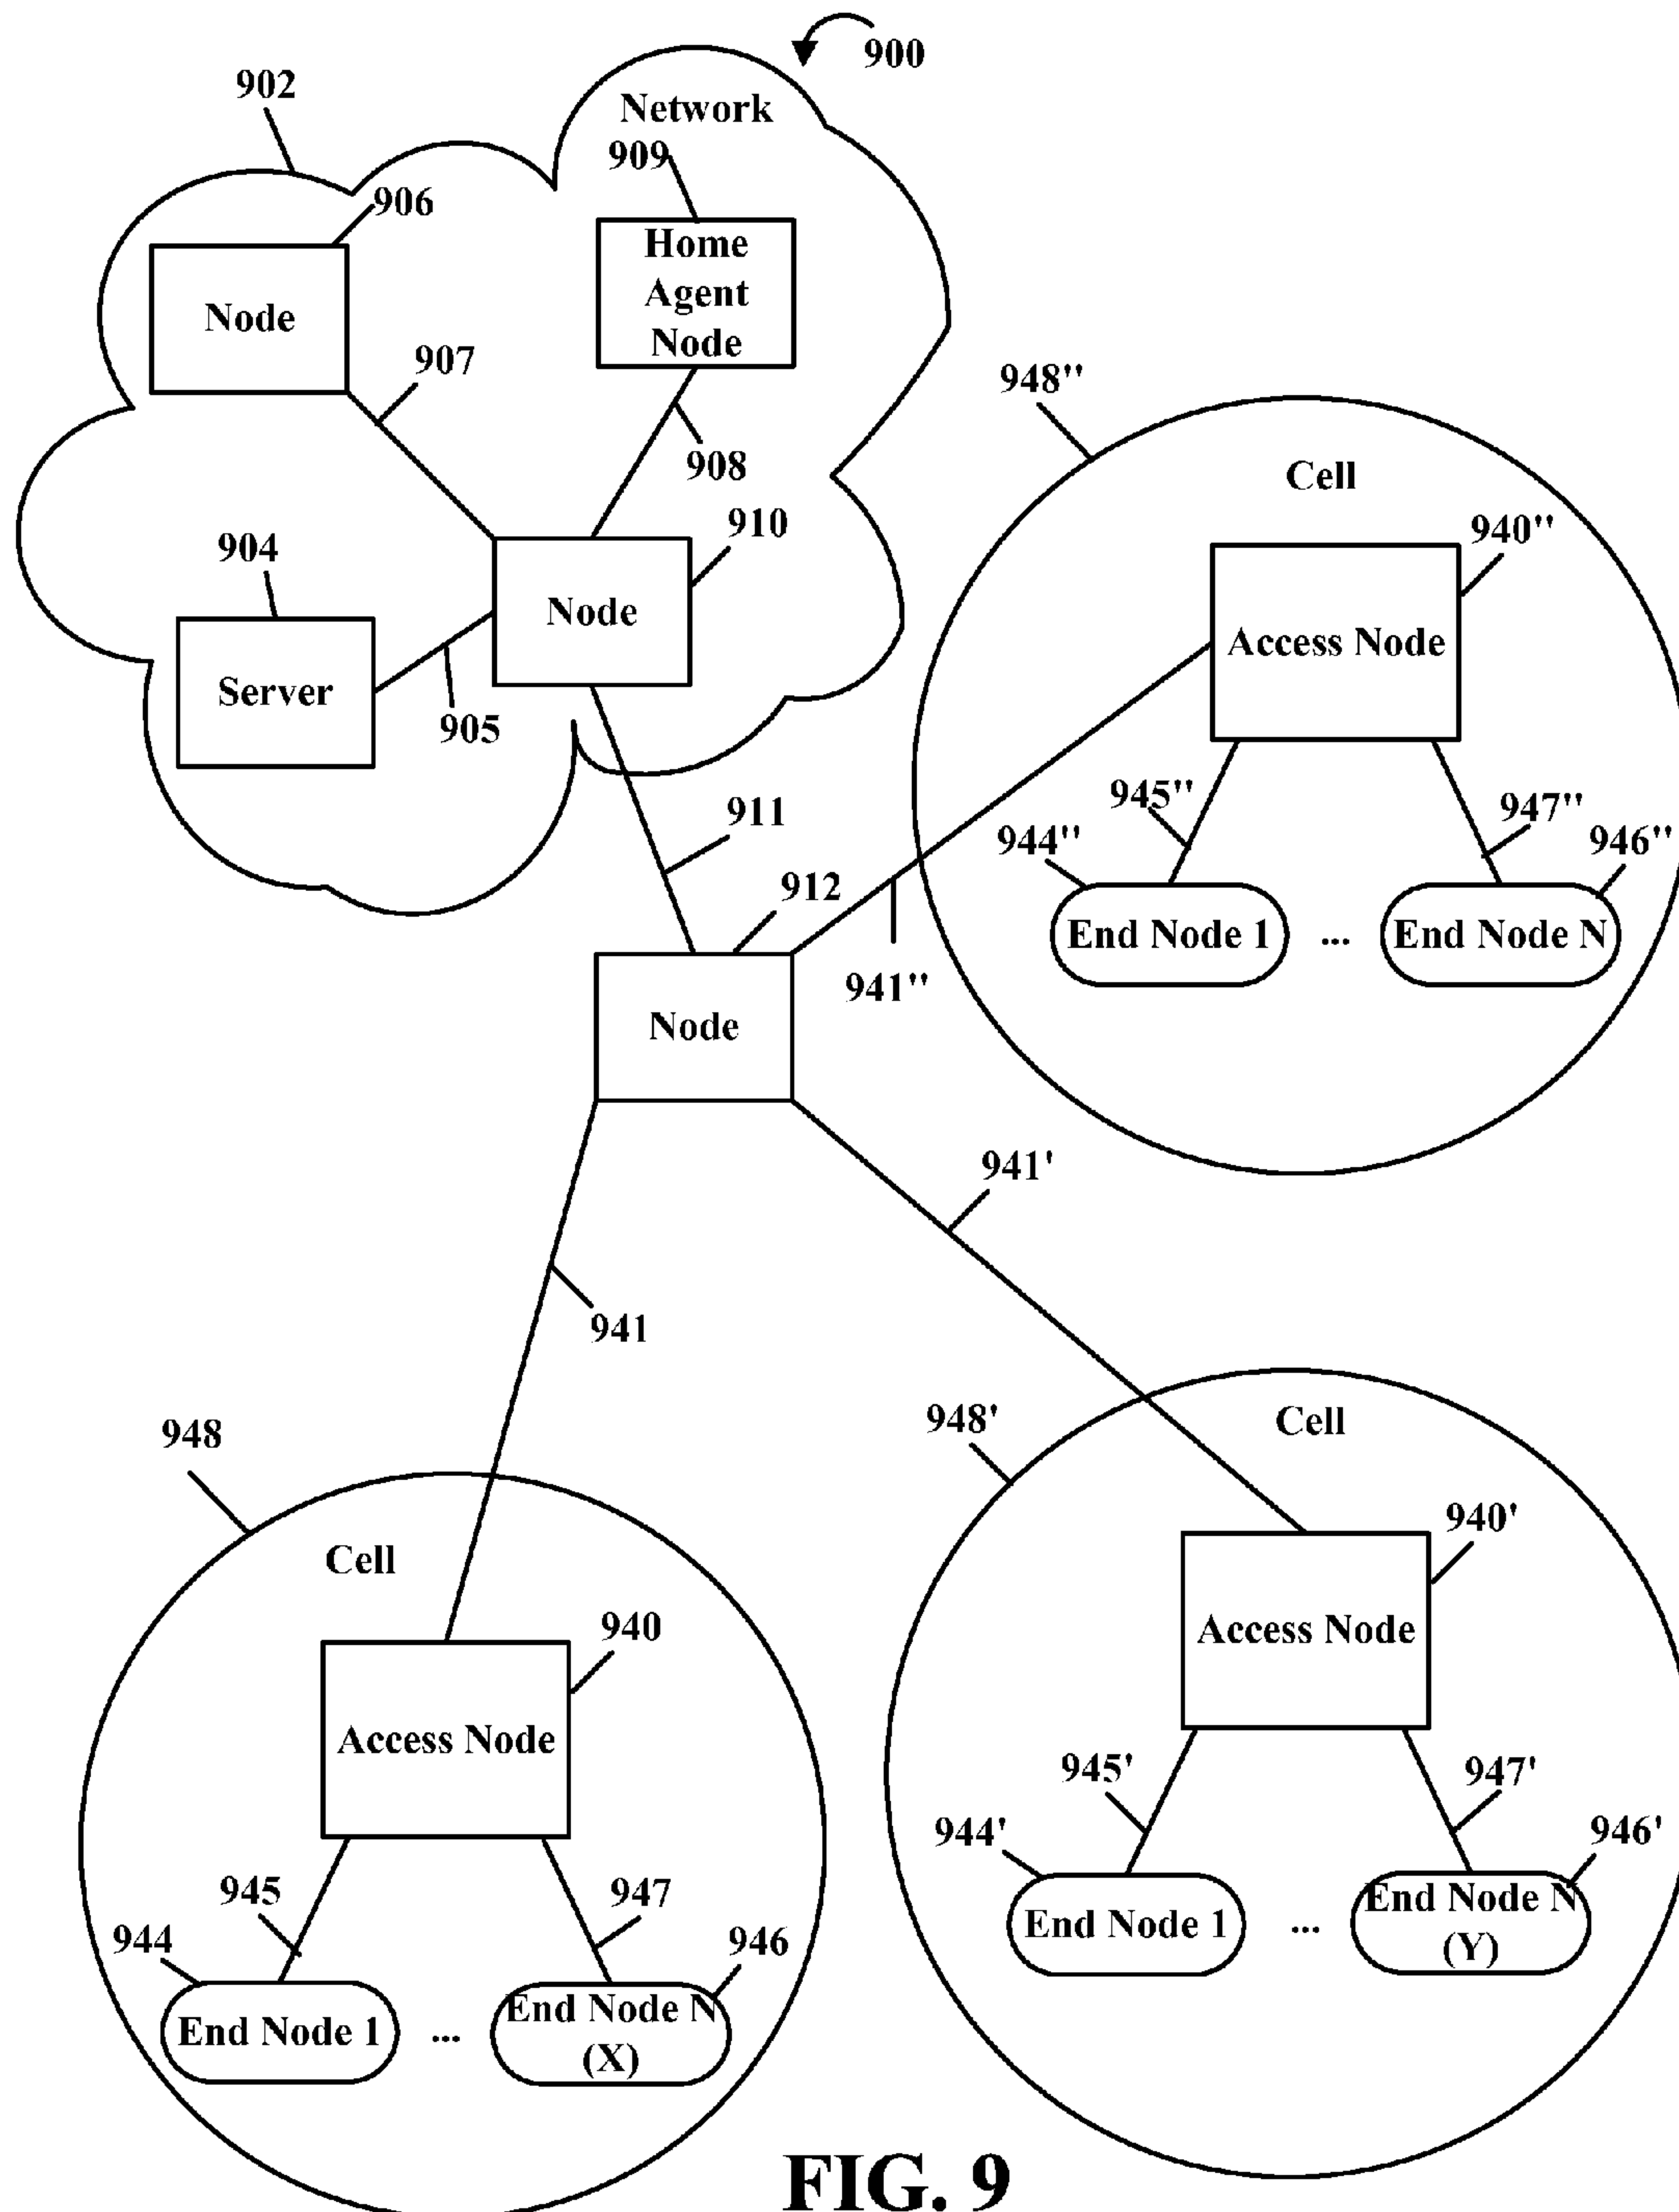 900
902
Network
909
906
Home
Agent
Node
Node
907
908
948"
Cell
910
940"
904
Node
Access Node
Server
905
945"
947"
911
944"
946"
912
End Node 1 ... End Node N
941"
Node
941'
941
948'
Cell
948
940'
Cell
940
Access Node
Access Node
945'
947'
944'
946'
945
947
End Node 1 ... End Node N
(Y)
944
946
End Node 1 ... End Node N
(X)
FIG. 9